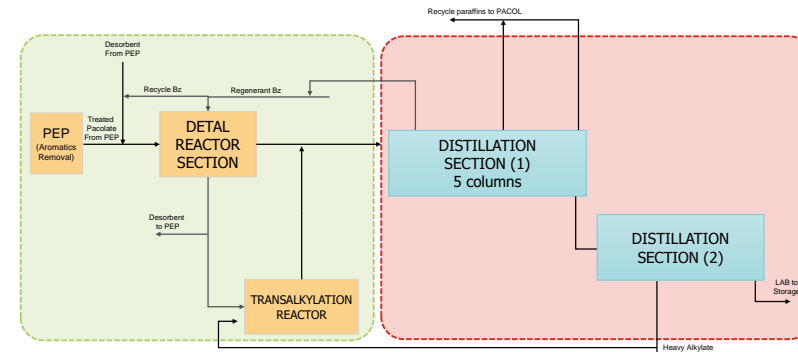 Recycle paraffins to PACOL
Desorbent
From PEP
Recycle Bz
Regenerant Bz
PEP
(Aromatics
Removal)
Treated
Pacolate
From PEP
DETAL
REACTOR
SECTION
DISTILLATION
SECTION (1)
5 columns
Desorbent
to PEP
DISTILLATION
SECTION (2)
TRANSALKYLATION
REACTOR
LAB to
Storage
Heavy Alkylate